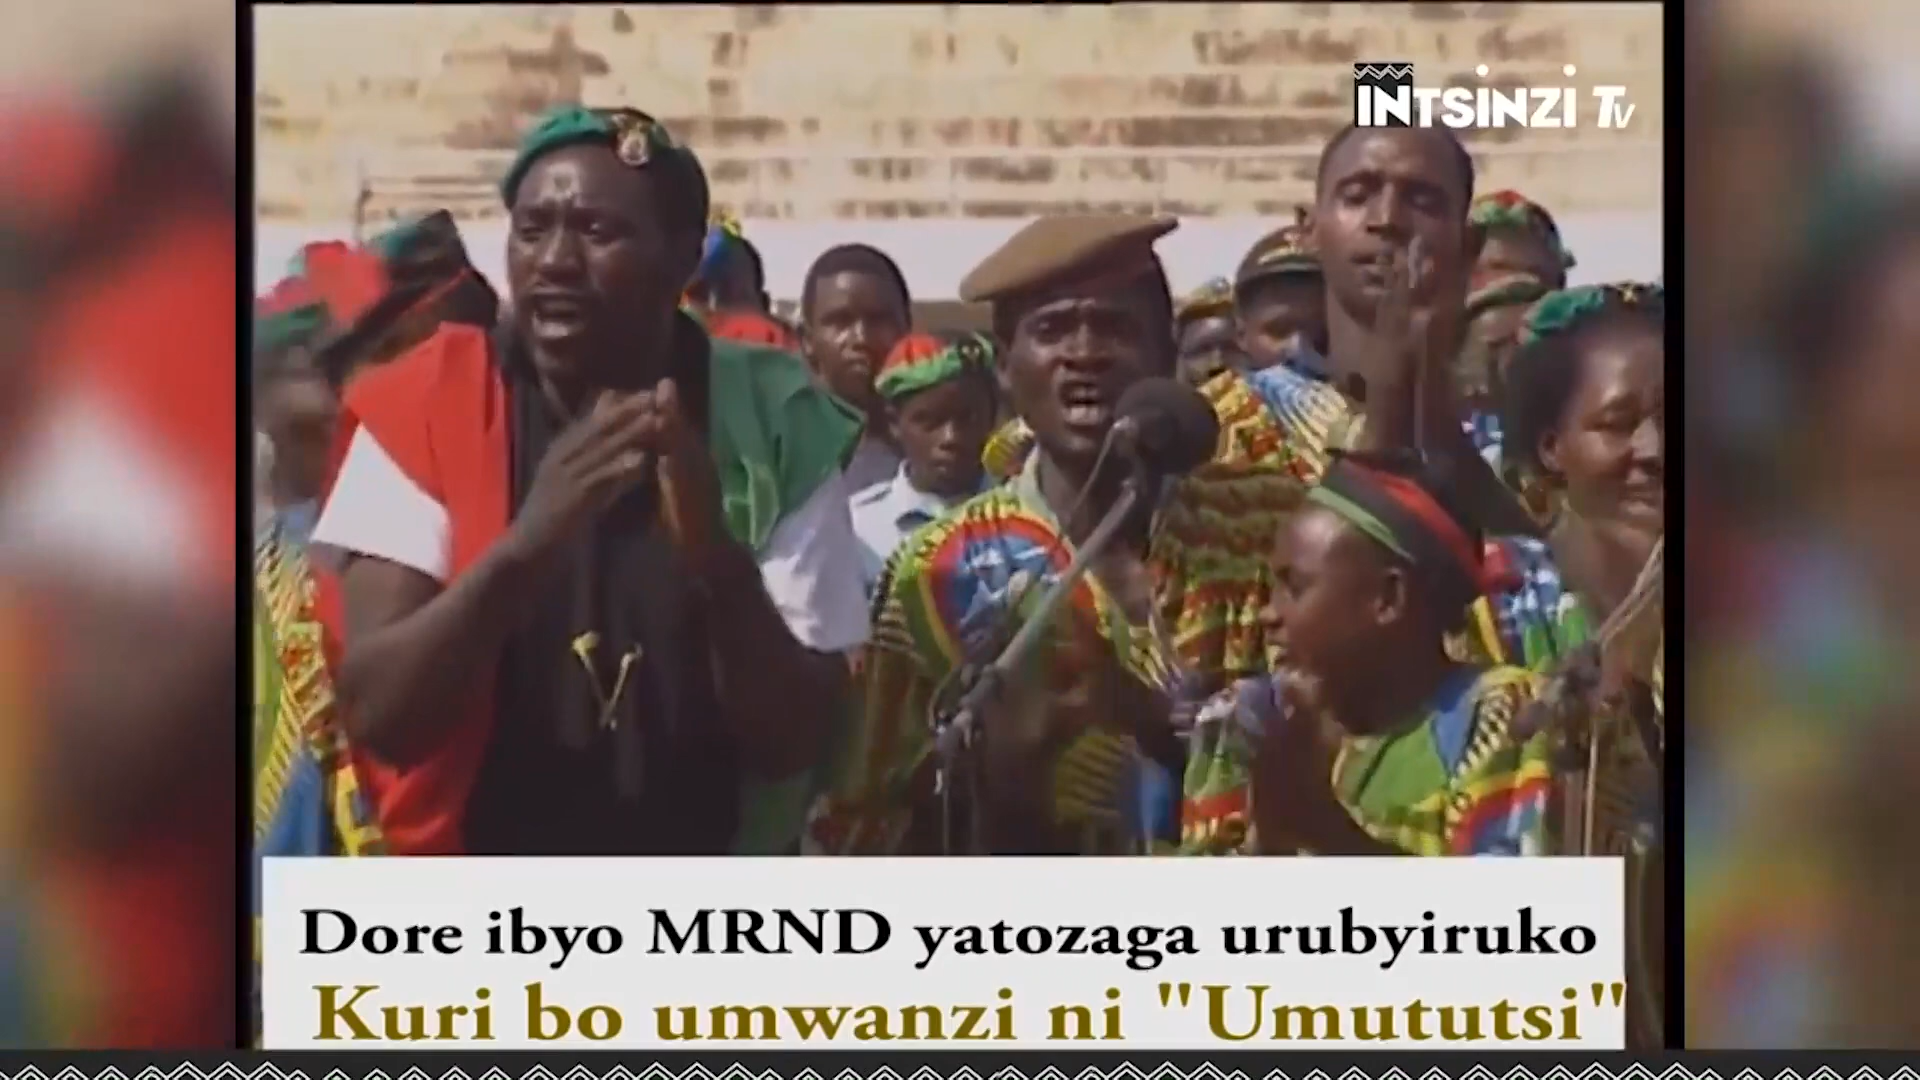 INTSINZI TV
Dore ibyo MRND yatozaga urubyiruko
Kuri bo umwanzi ni "Umututsi"